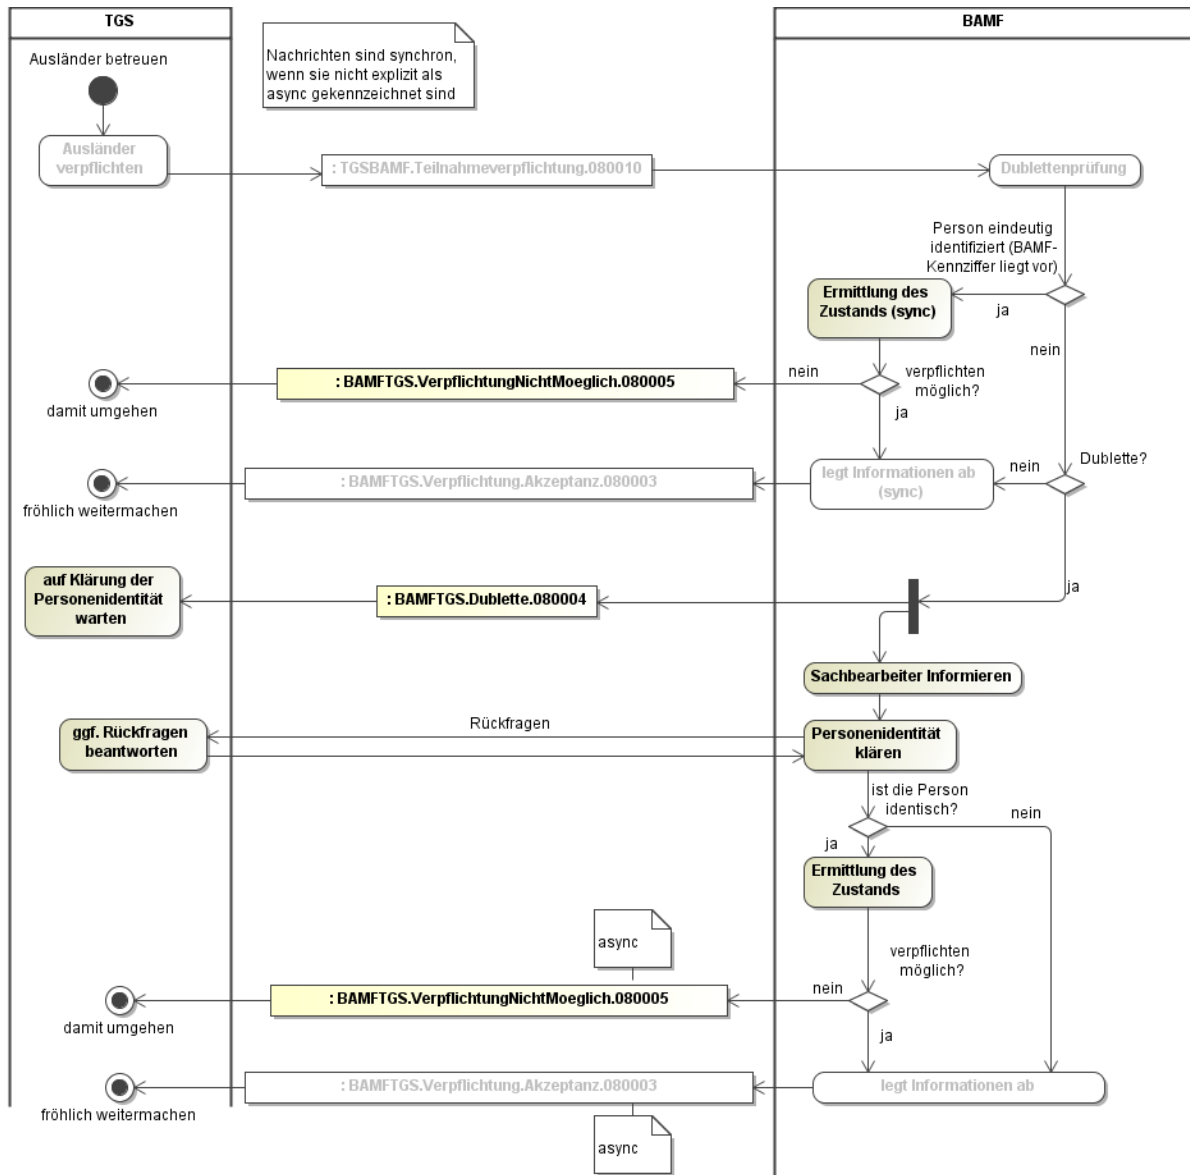 TGS
BAMF
Ausländer betreuen
Nachrichten sind synchron,
wenn sie nicht explizit als
async gekennzeichnet sind
Ausländer
verpflichten
: TGSBAMF.Teilnahmeverpflichtung.080010
Dublettenprüfung
Person eindeutig
identifiziert (BAMF-
Kennziffer liegt vor)
Ermittlung des
Zustands (sync)
ja
nein
: BAMFTGS.VerpflichtungNichtMoeglich.080005
nein
verpflichten
möglich?
damit umgehen
ja
Dublette?
: BAMFTGS.Verpflichtung.Akzeptanz.080003
legt Informationen ab
(sync)
nein
fröhlich weitermachen
auf Klärung der
Personenidentität
warten
: BAMFTGS.Dublette.080004
ja
Sachbearbeiter Informieren
ggf. Rückfragen
beantworten
Rückfragen
Personenidentität
klären
ist die Person
identisch?
nein
ja
Ermittlung des
Zustands
async
verpflichten
möglich?
: BAMFTGS.VerpflichtungNichtMoeglich.080005
nein
damit umgehen
ja
: BAMFTGS.Verpflichtung.Akzeptanz.080003
legt Informationen ab
fröhlich weitermachen
async